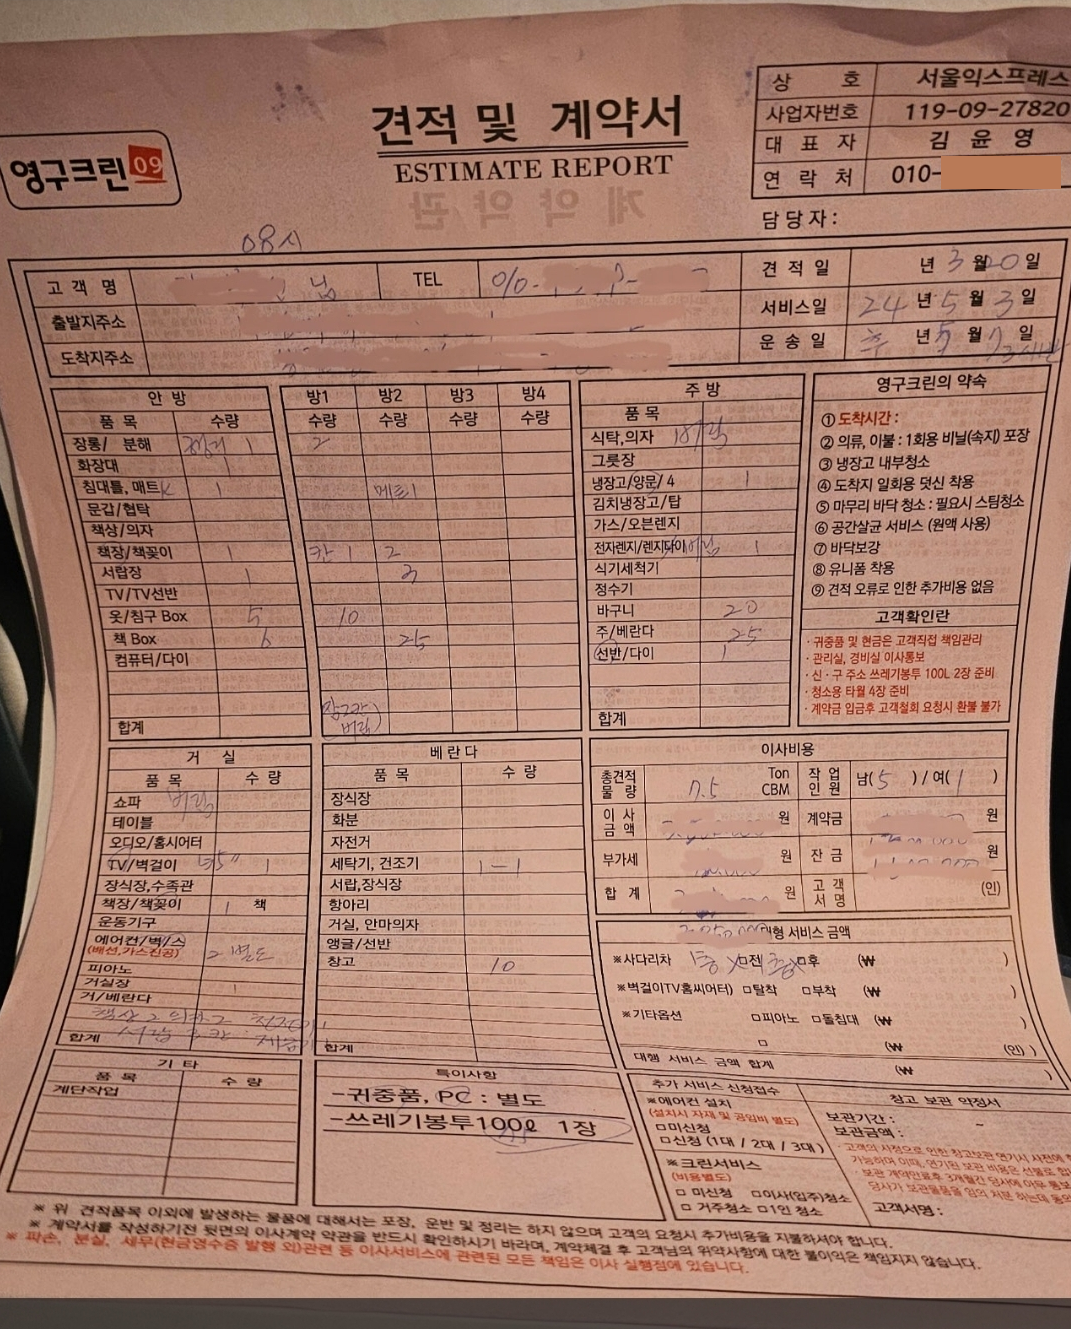 상 호 서울익스프레스
사업자번호 119-09-27820
대 표 자 김 윤 영
연 락 처 010-
담당자:
영구크린 09
견적 및 계약서
ESTIMATE REPORT
계 약 약 관
08시
고 객 명 님 TEL 010-
견 적 일 년 3 월 20 일
출발지주소
서비스일 24 년 5 월 3 일
도착지주소
운 송 일 년 5 월 일
안 방
품 목 수량
방1 방2 방3 방4
수량 수량 수량 수량
장롱/ 분해 1 2
화장대
침대틀, 매트 1 메트1
문갑/협탁
책상/의자
책장/책꽂이 1 칸 1 2
서랍장 1 3
TV/TV선반
옷/침구 Box 5 10
책 Box 6 25
컴퓨터/다이
합계
주 방
품 목
식탁,의자 버림
그릇장
냉장고/양문/ 4 1
김치냉장고/탑
가스/오븐렌지
전자렌지/렌지다이 버림 1
식기세척기
정수기
바구니 20
주/베란다 25
선반/다이 1
합계
영구크린의 약속
① 도착시간 :
② 의류, 이불 : 1회용 비닐(속지) 포장
③ 냉장고 내부청소
④ 도착지 일회용 덧신 착용
⑤ 마무리 바닥 청소 : 필요시 스팀청소
⑥ 공간살균 서비스 (원액 사용)
⑦ 바닥보강
⑧ 유니폼 착용
⑨ 견적 오류로 인한 추가비용 없음
고객확인란
· 귀중품 및 현금은 고객직접 책임관리
· 관리실, 경비실 이사통보
· 신 · 구 주소 쓰레기봉투 100L 2장 준비
· 청소용 타월 4장 준비
· 계약금 입금후 고객철회 요청시 환불 불가
거 실
품 목 수 량
쇼파 버림
테이블
오디오/홈시어터
TV/벽걸이 1
장식장,수족관
책장/책꽂이 1 책
운동기구
에어컨/벽/스 2 별도
(배선,가스진공)
피아노
거실장 1
거/베란다
합계
베 란 다
품 목 수 량
장식장
화분
자전거
세탁기, 건조기 1-1
서랍,장식장
항아리
거실, 안마의자
앵글/선반
창고 10
합계
이사비용
총견적 물 량 7.5 Ton CBM 작 업 인 원 남( 5 ) / 여( 1 )
이 사 금 액 원 계약금 원
부가세 원 잔 금 원
합 계 원 고 객 서 명 (인)
대형 서비스 금액
※사다리차 □전 □후 (₩ )
※벽걸이TV홈씨어터) □탈착 □부착 (₩ )
※기타옵션 □피아노 □돌침대 (₩ )
□ (₩ (인) )
대행 서비스 금액 합계 (₩ )
기 타
품 목 수 량
계단작업
특이사항
-귀중품, PC : 별도
-쓰레기봉투100ℓ 1장
추가 서비스 신청접수
※에어컨 설치
(설치시 자재 및 공임비 별도)
□미신청
□신청 (1대 / 2대 / 3대 )
※크린서비스
(비용별도)
□ 미신청 □이사(입주)청소
□ 거주청소 □1인 청소
창고 보관 약정서
보관기간 : ~
보관금액 :
고객서명 :
※ 위 견적품목 이외에 발생하는 물품에 대해서는 포장, 운반 및 정리는 하지 않으며 고객의 요청시 추가비용을 지불하셔야 합니다.
※ 계약서를 작성하기전 뒷면의 이사계약 약관을 반드시 확인하시기 바라며, 계약체결 후 고객님의 위약사항에 대한 불이익은 책임지지 않습니다.
※ 파손, 분실, 세무(현금영수증 발행 외)관련 등 이사서비스에 관련된 모든 책임은 이사 실행점에 있습니다.